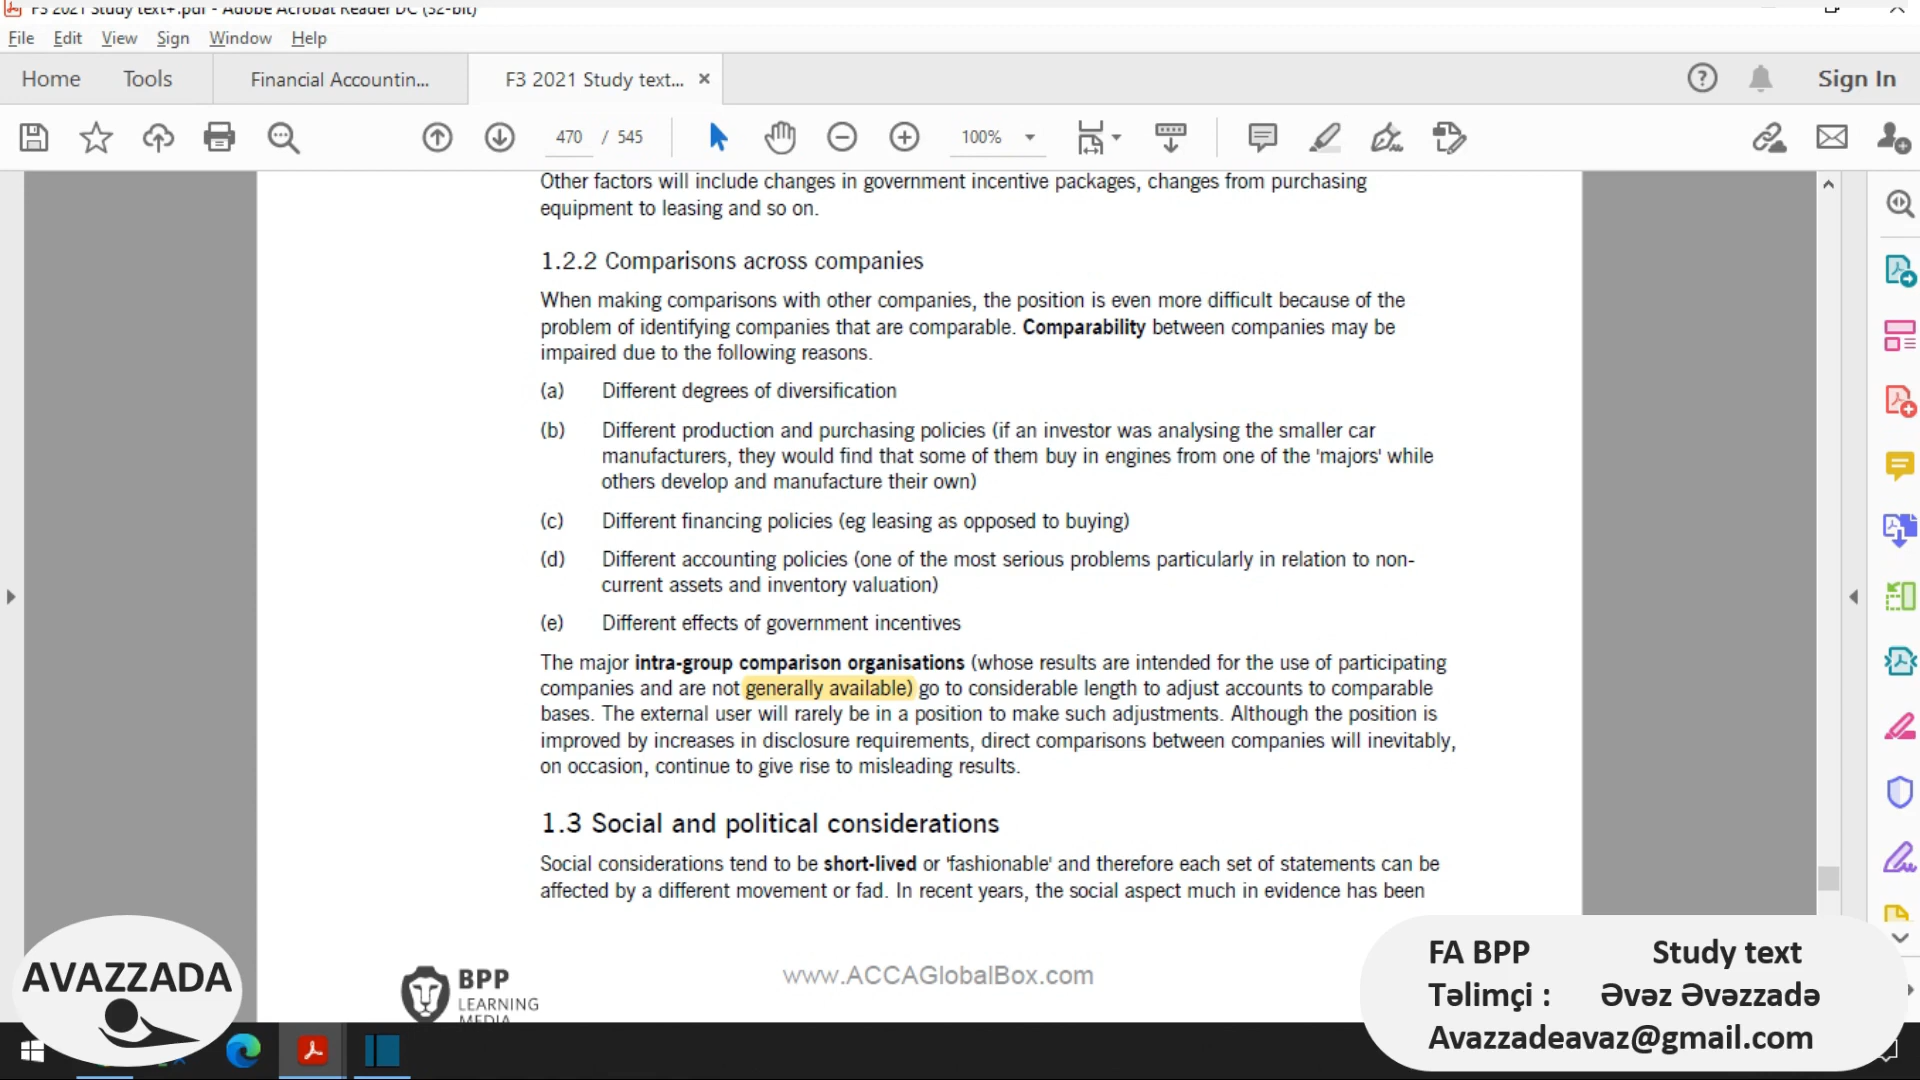 F3 2021 Study text+.pdf - Adobe Acrobat Reader DC (32-bit)
File Edit View Sign Window Help
Home Tools Financial Accountin... F3 2021 Study text... Sign In
470 / 545 100%
Other factors will include changes in government incentive packages, changes from purchasing
equipment to leasing and so on.
1.2.2 Comparisons across companies
When making comparisons with other companies, the position is even more difficult because of the
problem of identifying companies that are comparable. Comparability between companies may be
impaired due to the following reasons.
(a) Different degrees of diversification
(b) Different production and purchasing policies (if an investor was analysing the smaller car
manufacturers, they would find that some of them buy in engines from one of the 'majors' while
others develop and manufacture their own)
(c) Different financing policies (eg leasing as opposed to buying)
(d) Different accounting policies (one of the most serious problems particularly in relation to non-
current assets and inventory valuation)
(e) Different effects of government incentives
The major intra-group comparison organisations (whose results are intended for the use of participating
companies and are not generally available) go to considerable length to adjust accounts to comparable
bases. The external user will rarely be in a position to make such adjustments. Although the position is
improved by increases in disclosure requirements, direct comparisons between companies will inevitably,
on occasion, continue to give rise to misleading results.
1.3 Social and political considerations
Social considerations tend to be short-lived or 'fashionable' and therefore each set of statements can be
affected by a different movement or fad. In recent years, the social aspect much in evidence has been
BPP
LEARNING
MEDIA
www.ACCAGlobalBox.com
AVAZZADA
FA BPP Study text
Təlimçi : Əvəz Əvəzzadə
Avazzadeavaz@gmail.com